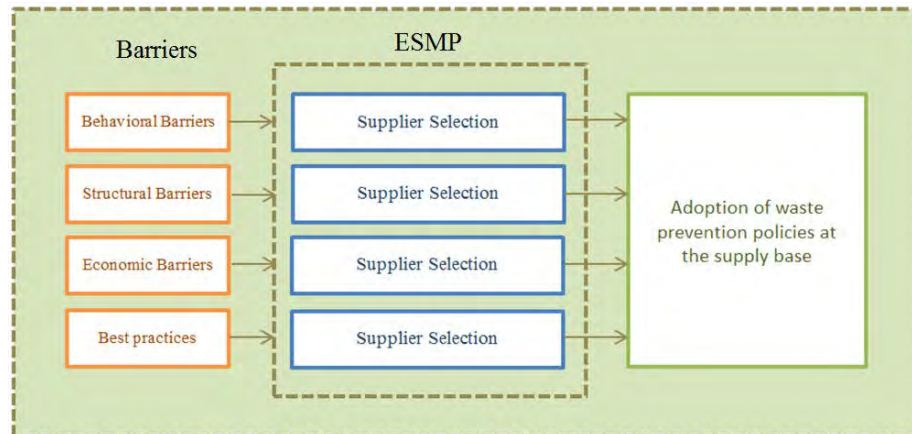 Barriers
ESMP
Behavioral Barriers
Supplier Selection
Structural Barriers
Supplier Selection
Adoption of waste
prevention policies at
the supply base
Economic Barriers
Supplier Selection
Best practices
Supplier Selection